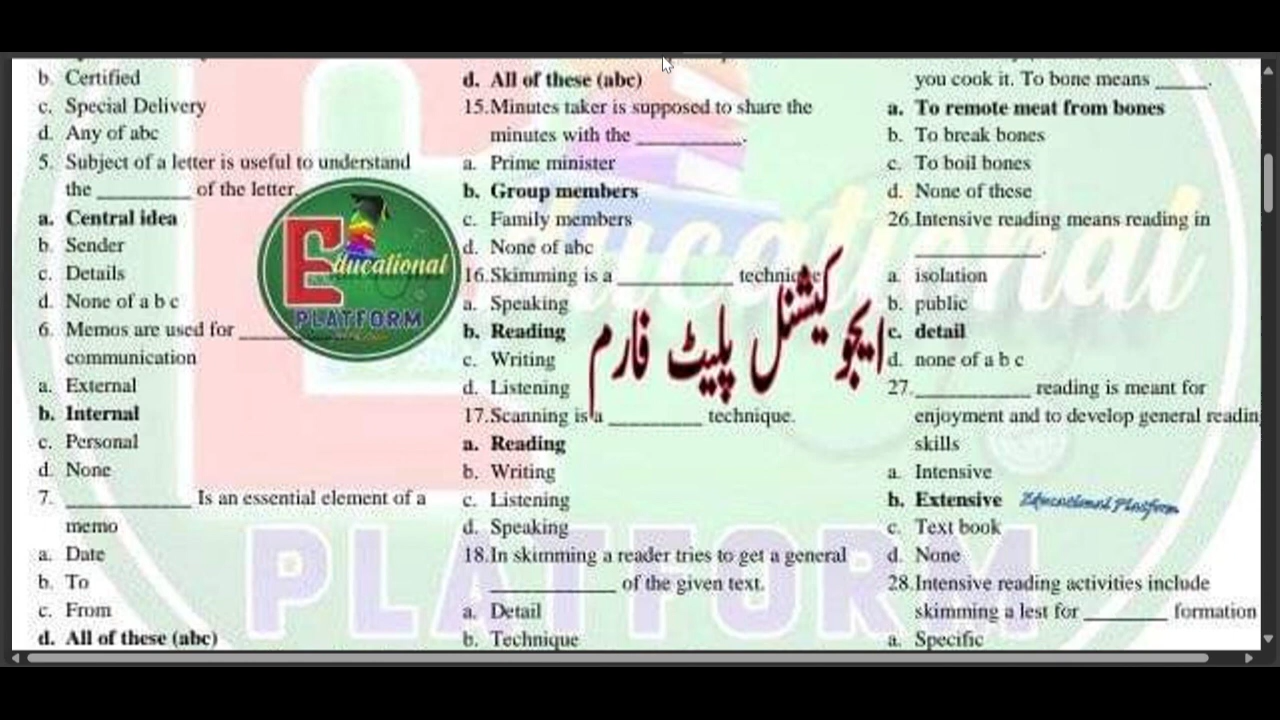 b. Certified
c. Special Delivery
d. Any of abc
5. Subject of a letter is useful to understand
the __________ of the letter.
a. Central idea
b. Sender
c. Details
d. None of a b c
6. Memos are used for __________
communication
a. External
b. Internal
c. Personal
d. None
7. ______________ Is an essential element of a
memo
a. Date
b. To
c. From
d. All of these (abc)
Educational
PLATFORM
d. All of these (abc)
15.Minutes taker is supposed to share the
minutes with the ____________.
a. Prime minister
b. Group members
c. Family members
d. None of abc
16.Skimming is a _____________ technique
a. Speaking
b. Reading
c. Writing
d. Listening
17.Scanning is a __________ technique.
a. Reading
b. Writing
c. Listening
d. Speaking
18.In skimming a reader tries to get a general
______________ of the given text.
a. Detail
b. Technique
ایجوکیشنل پلیٹ فارم
you cook it. To bone means ______.
a. To remote meat from bones
b. To break bones
c. To boil bones
d. None of these
26.Intensive reading means reading in
______________.
a. isolation
b. public
c. detail
d. none of a b c
27._____________ reading is meant for
enjoyment and to develop general readin
skills
a. Intensive
b. Extensive
Educational Platform
c. Text book
d. None
28.Intensive reading activities include
skimming a lest for _________ formation
a. Specific
Educational
PLATFORM